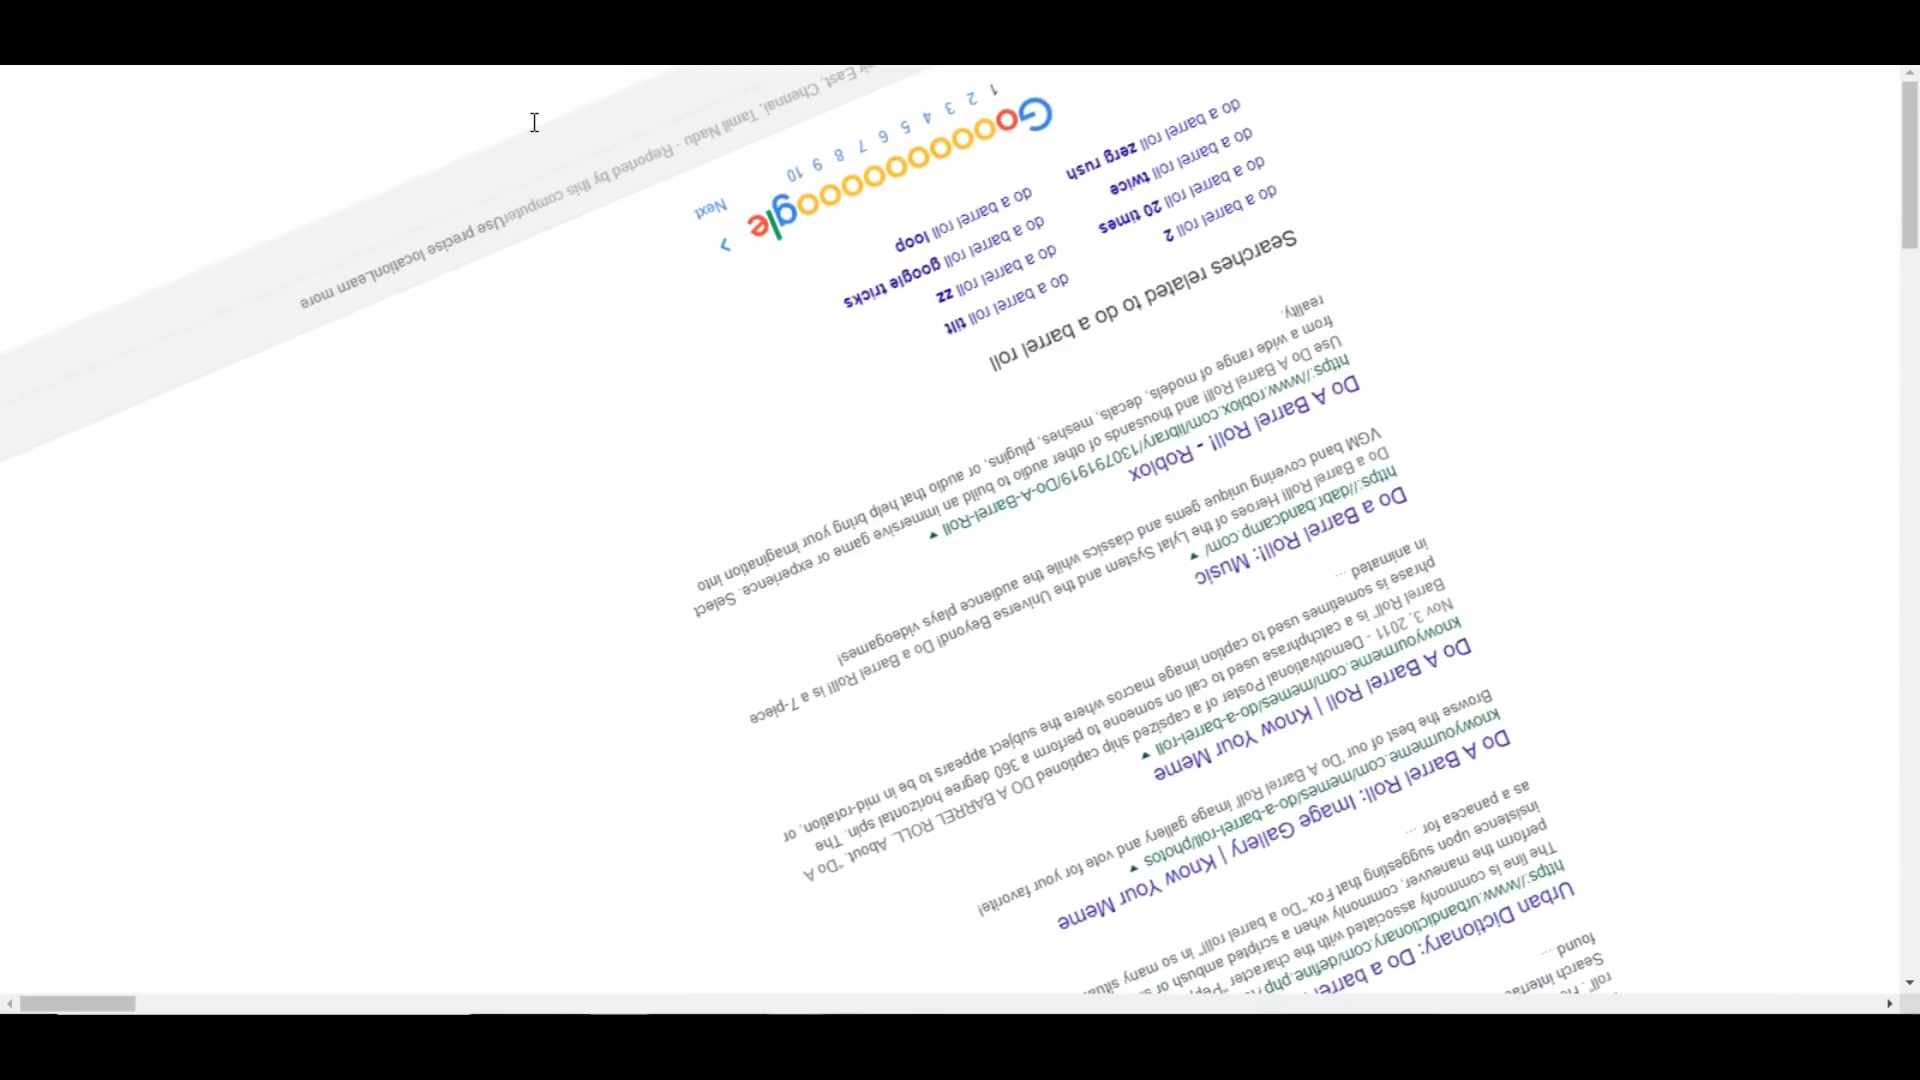 found ...
Urban Dictionary: Do a
https://www.urbandictionary.com/define.php
The line is commonly associated with the character
perform the maneuver, commonly when a scripted ambush or
insistence upon suggesting that Fox "Do a barrel roll!" in so many
as a panacea for ...
Do A Barrel Roll: Image Gallery | Know Your Meme
knowyourmeme.com/memes/do-a-barrel-roll/photos
Browse the best of our 'Do A Barrel Roll' image gallery and vote for your favorite!
Do A Barrel Roll | Know Your Meme
knowyourmeme.com/memes/do-a-barrel-roll
Nov 3, 2011 - Demotivational Poster of a capsized ship captioned DO A BARREL ROLL. About. "Do A
Barrel Roll" is a catchphrase used to call on someone to perform a 360 degree horizontal spin. The
phrase is sometimes used to caption image macros where the subject appears to be in mid-rotation, or
in animated ...
Do a Barrel Roll!: Music
https://dabr.bandcamp.com/
Do a Barrel Roll! Heroes of the Lylat System and the Universe Beyond! Do a Barrel Roll! is a 7-piece
VGM band covering unique gems and classics while the audience plays videogames!
Do A Barrel Roll! - Roblox
https://www.roblox.com/library/130791919/Do-A-Barrel-Roll
Use Do A Barrel Roll! and thousands of other audio to build an immersive game or experience. Select
from a wide range of models, decals, meshes, plugins, or audio that help bring your imagination into
reality.
Searches related to do a barrel roll
do a barrel roll 2
do a barrel roll tilt
do a barrel roll 20 times
do a barrel roll zz
do a barrel roll twice
do a barrel roll google tricks
do a barrel roll zerg rush
do a barrel roll loop
Goooooooooogle
1 2 3 4 5 6 7 8 9 10 Next
East, Chennai, Tamil Nadu - Reported by this computerUse precise locationLearn more